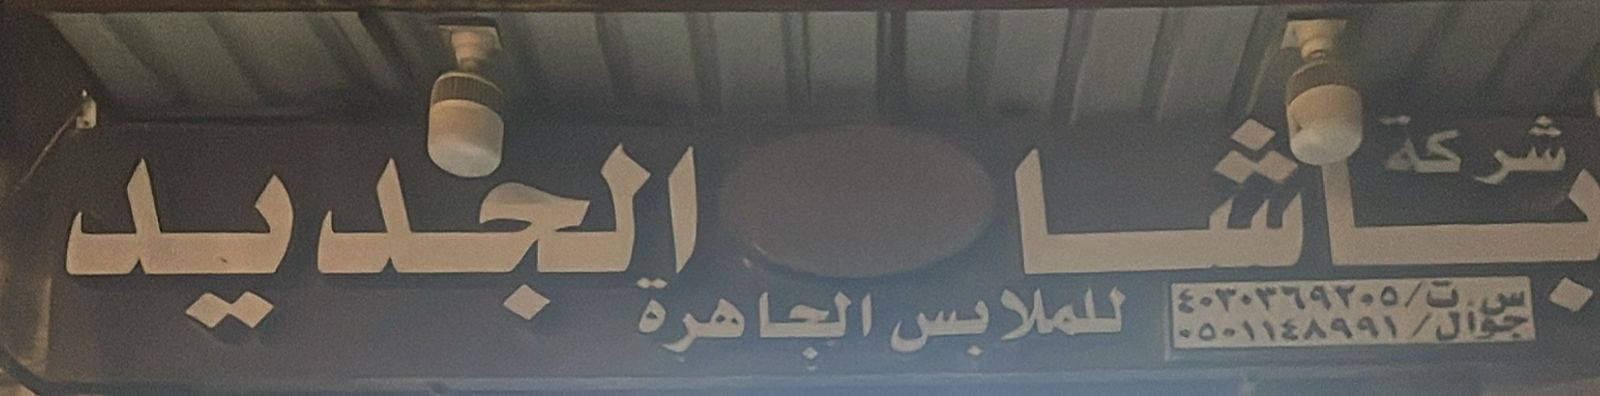 شركة
باشا الجديد
للملابس الجاهزة
س.ت/٤٠٣٠٣٦٩٢٠٥
جوال/٠٥٠١١٤٨٩٩١